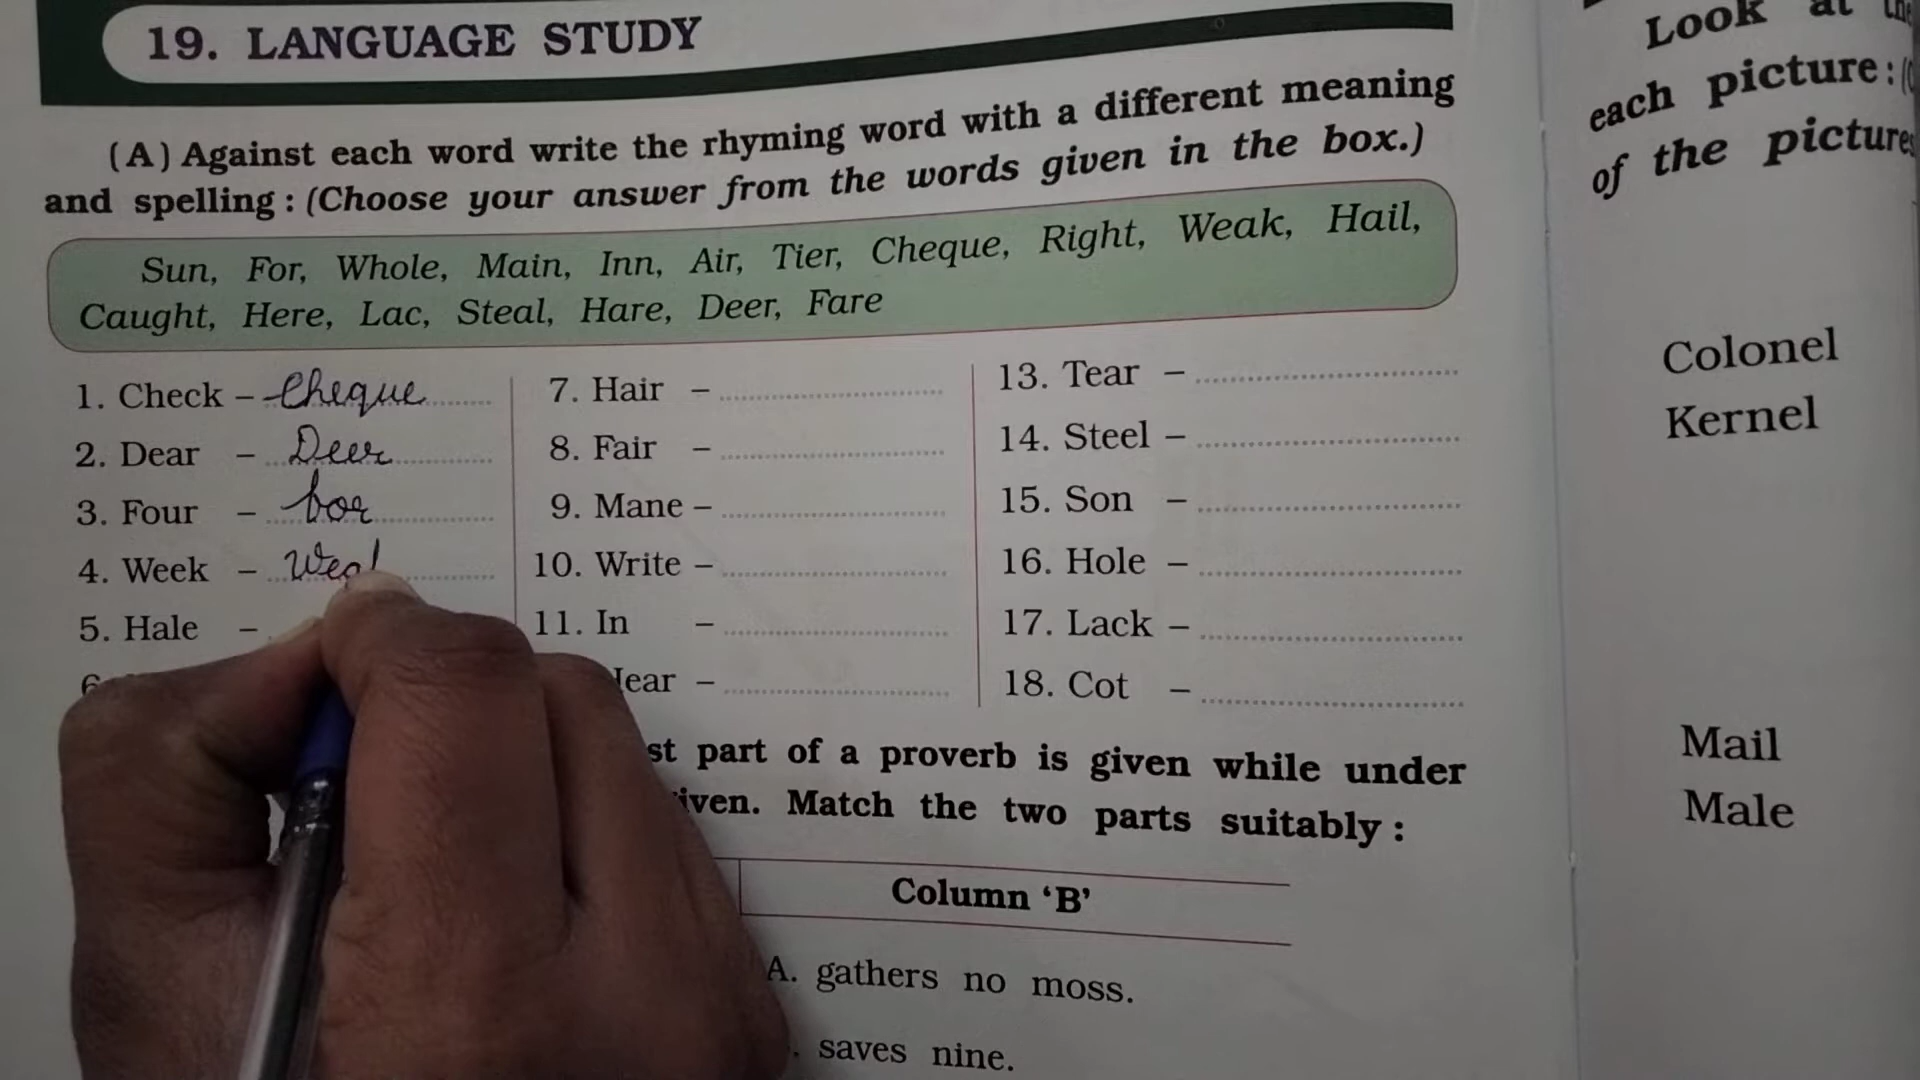 19. LANGUAGE STUDY
(A) Against each word write the rhyming word with a different meaning
and spelling : (Choose your answer from the words given in the box.)
Sun, For, Whole, Main, Inn, Air, Tier, Cheque, Right, Weak, Hail,
Caught, Here, Lac, Steal, Hare, Deer, Fare
1. Check – Cheque
2. Dear – Deer
3. Four – for
4. Week –
5. Hale –
7. Hair –
8. Fair –
9. Mane –
10. Write –
11. In –
13. Tear –
14. Steel –
15. Son –
16. Hole –
17. Lack –
18. Cot –
part of a proverb is given while under
Match the two parts suitably :
Column ‘B’
A. gathers no moss.
saves nine.
Look at
each picture :
of the pictures
Colonel
Kernel
Mail
Male